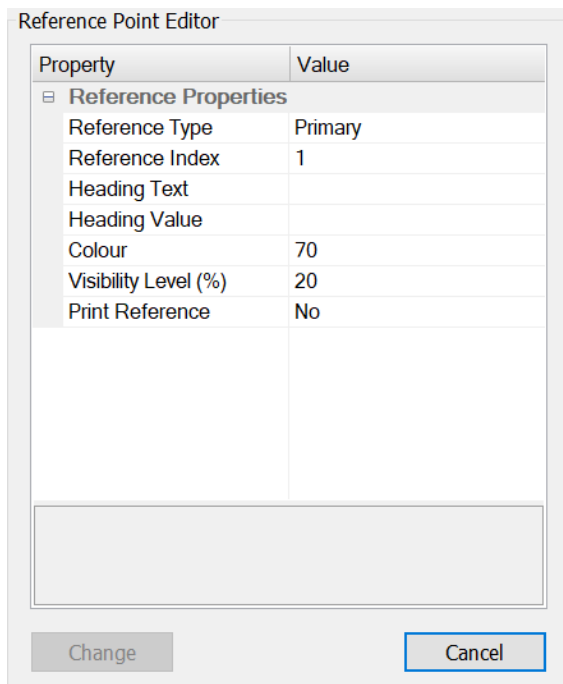 Reference Point Editor
Property Value
Reference Properties
Reference Type Primary
Reference Index 1
Heading Text
Heading Value
Colour 70
Visibility Level (%) 20
Print Reference No
Change Cancel